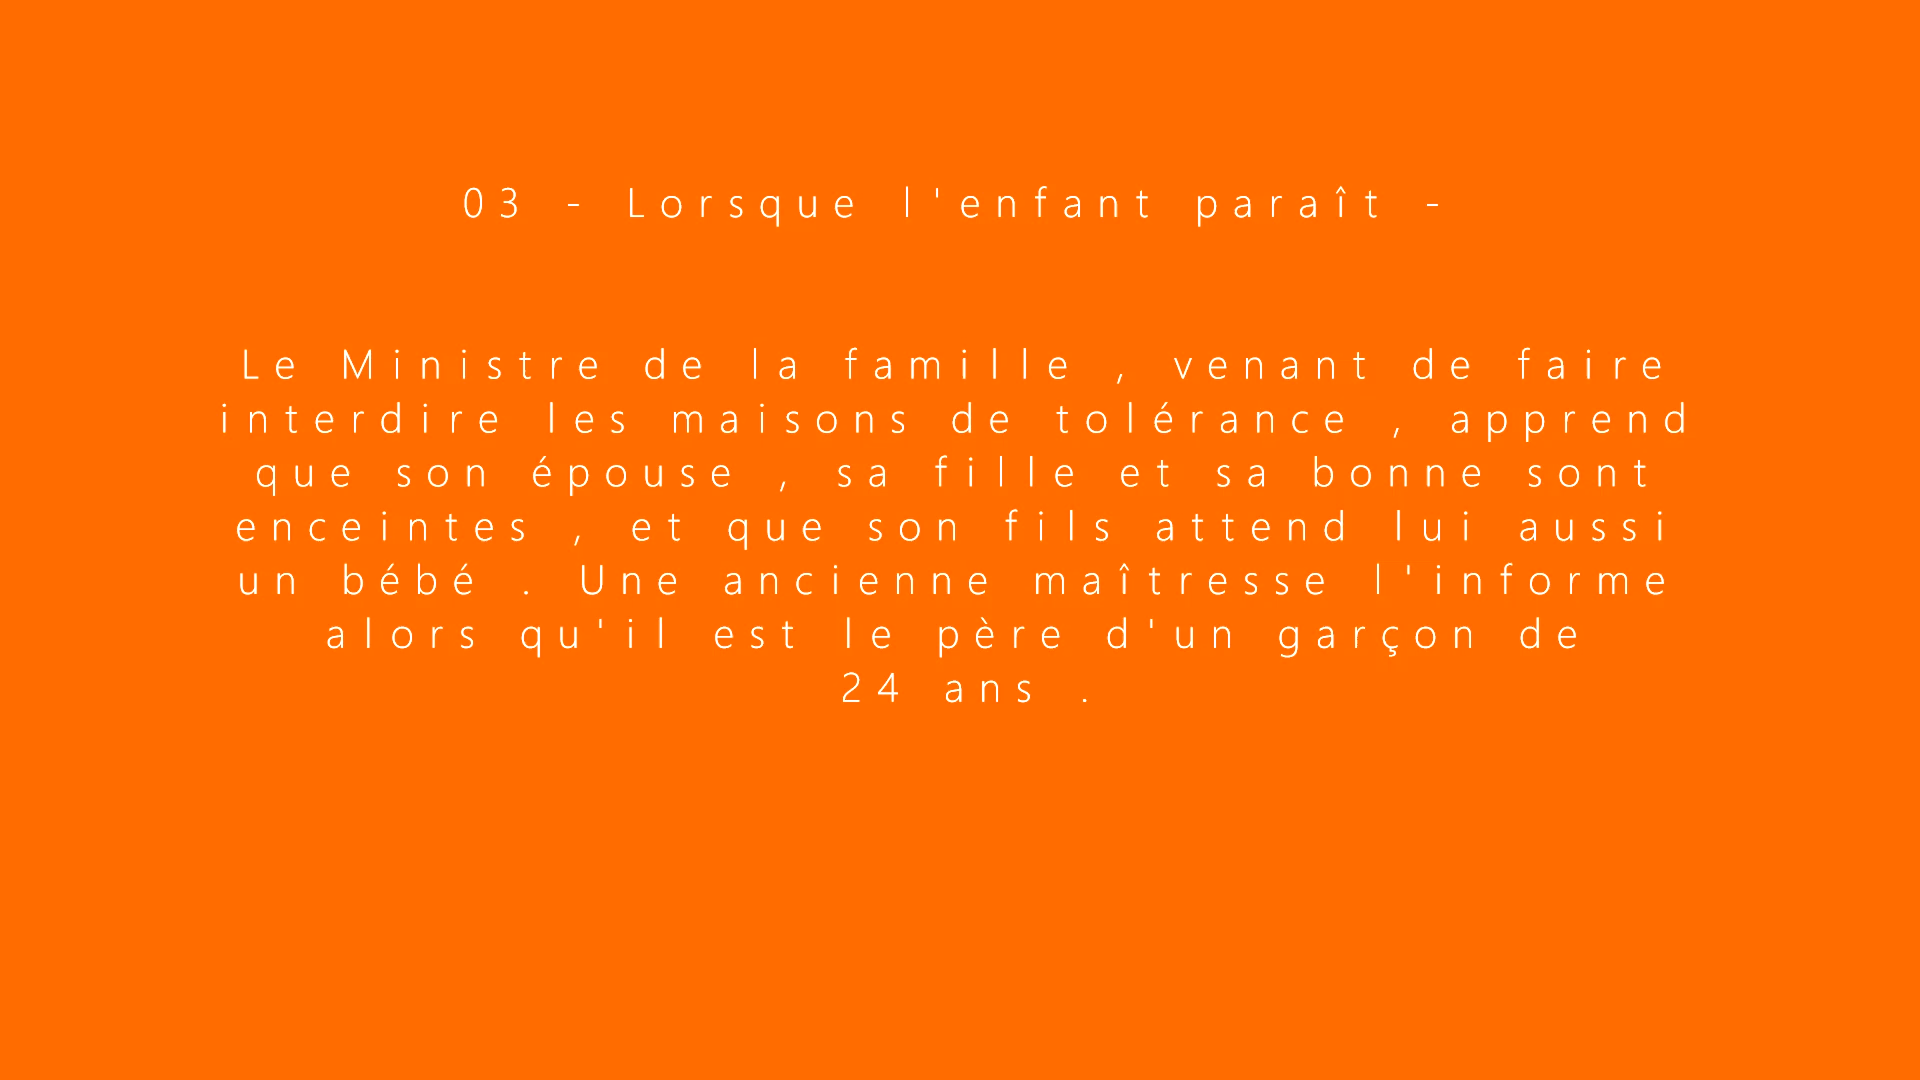 03 - Lorsque l'enfant paraît -
Le Ministre de la famille , venant de faire
interdire les maisons de tolérance , apprend
que son épouse , sa fille et sa bonne sont
enceintes , et que son fils attend lui aussi
un bébé . Une ancienne maîtresse l'informe
alors qu'il est le père d'un garçon de
24 ans .